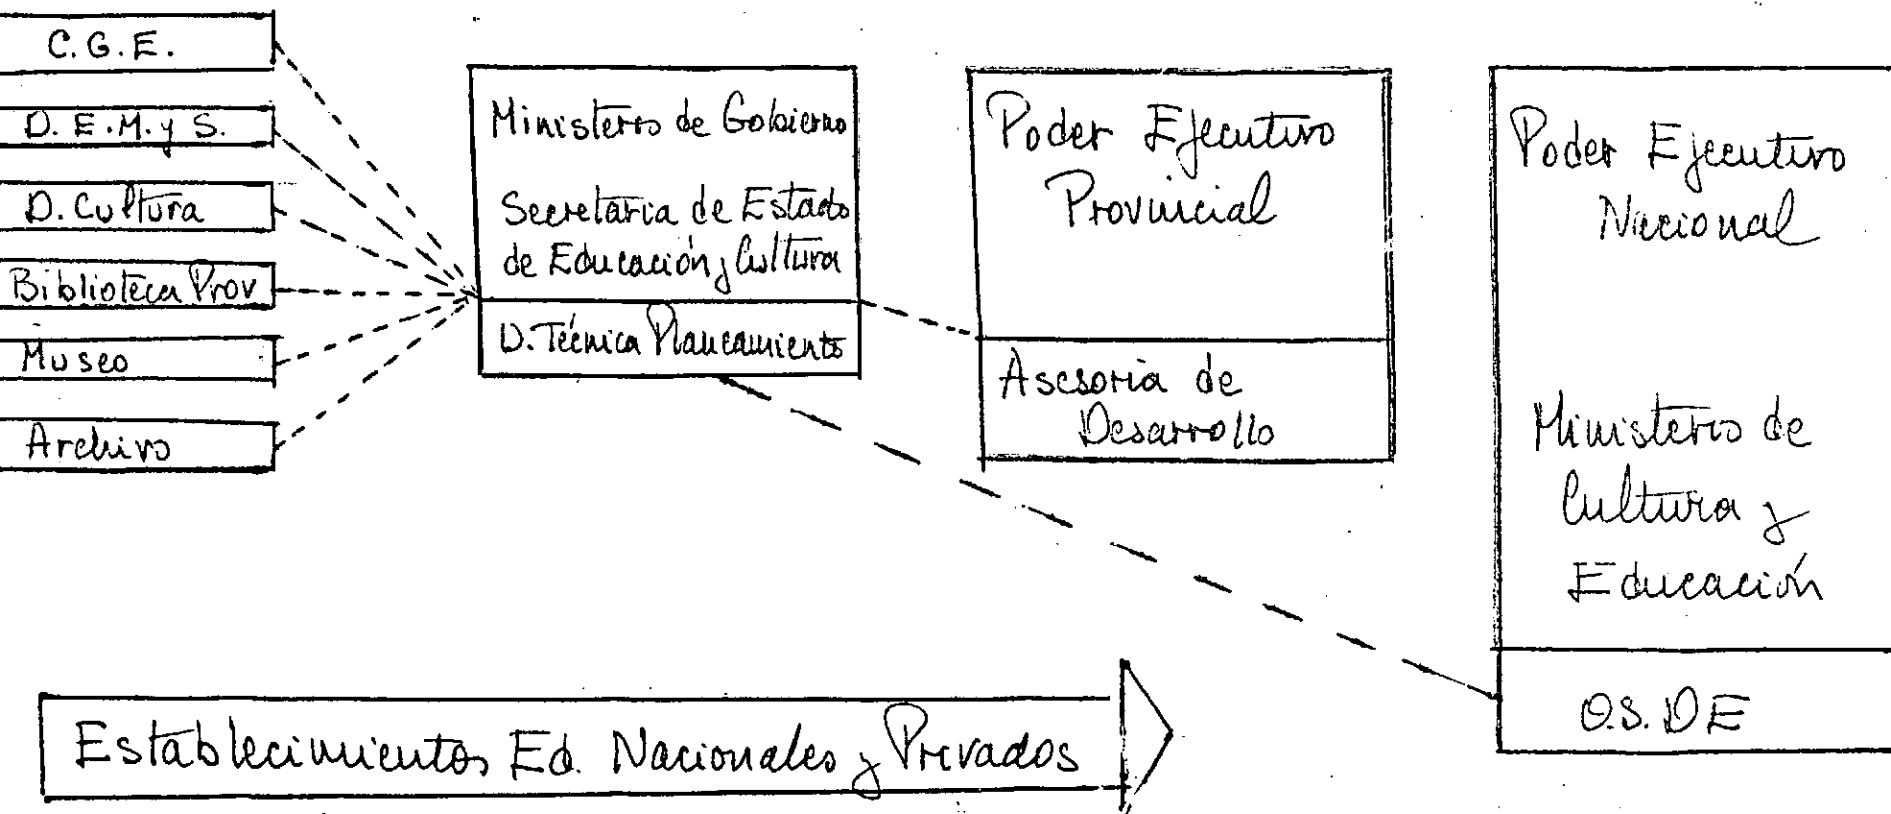 C.G.E.
D.E.M.y S.
D. Cultura
Biblioteca Prov
Museo
Archivo
Ministerio de Gobierno
Secretaria de Estado
de Educación y Cultura
D. Técnica Planeamiento
Poder Ejecutivo
Provincial
Asesoria de
Desarrollo
Poder Ejecutivo
Nacional
Ministerio de
Cultura y
Educación
O.S.DE
Establecimientos Ed. Nacionales y Privados